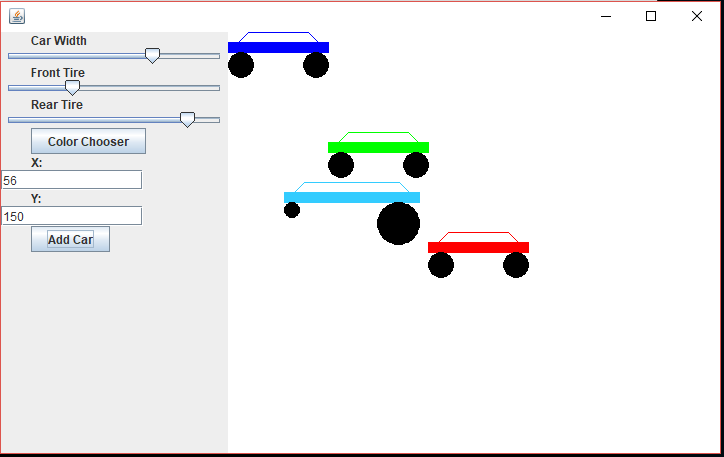 Car Width
Front Tire
Rear Tire
Color Chooser
X:
56
Y:
150
Add Car